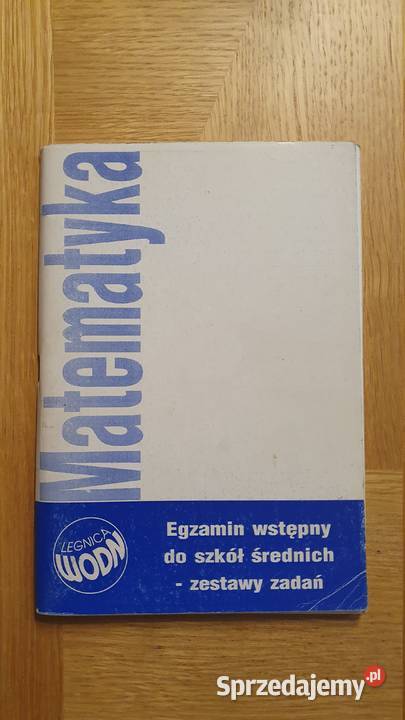 Matematyka
LEGNICA
WODN
Egzamin wstępny
do szkół średnich
- zestawy zadań
Sprzedajemy.pl